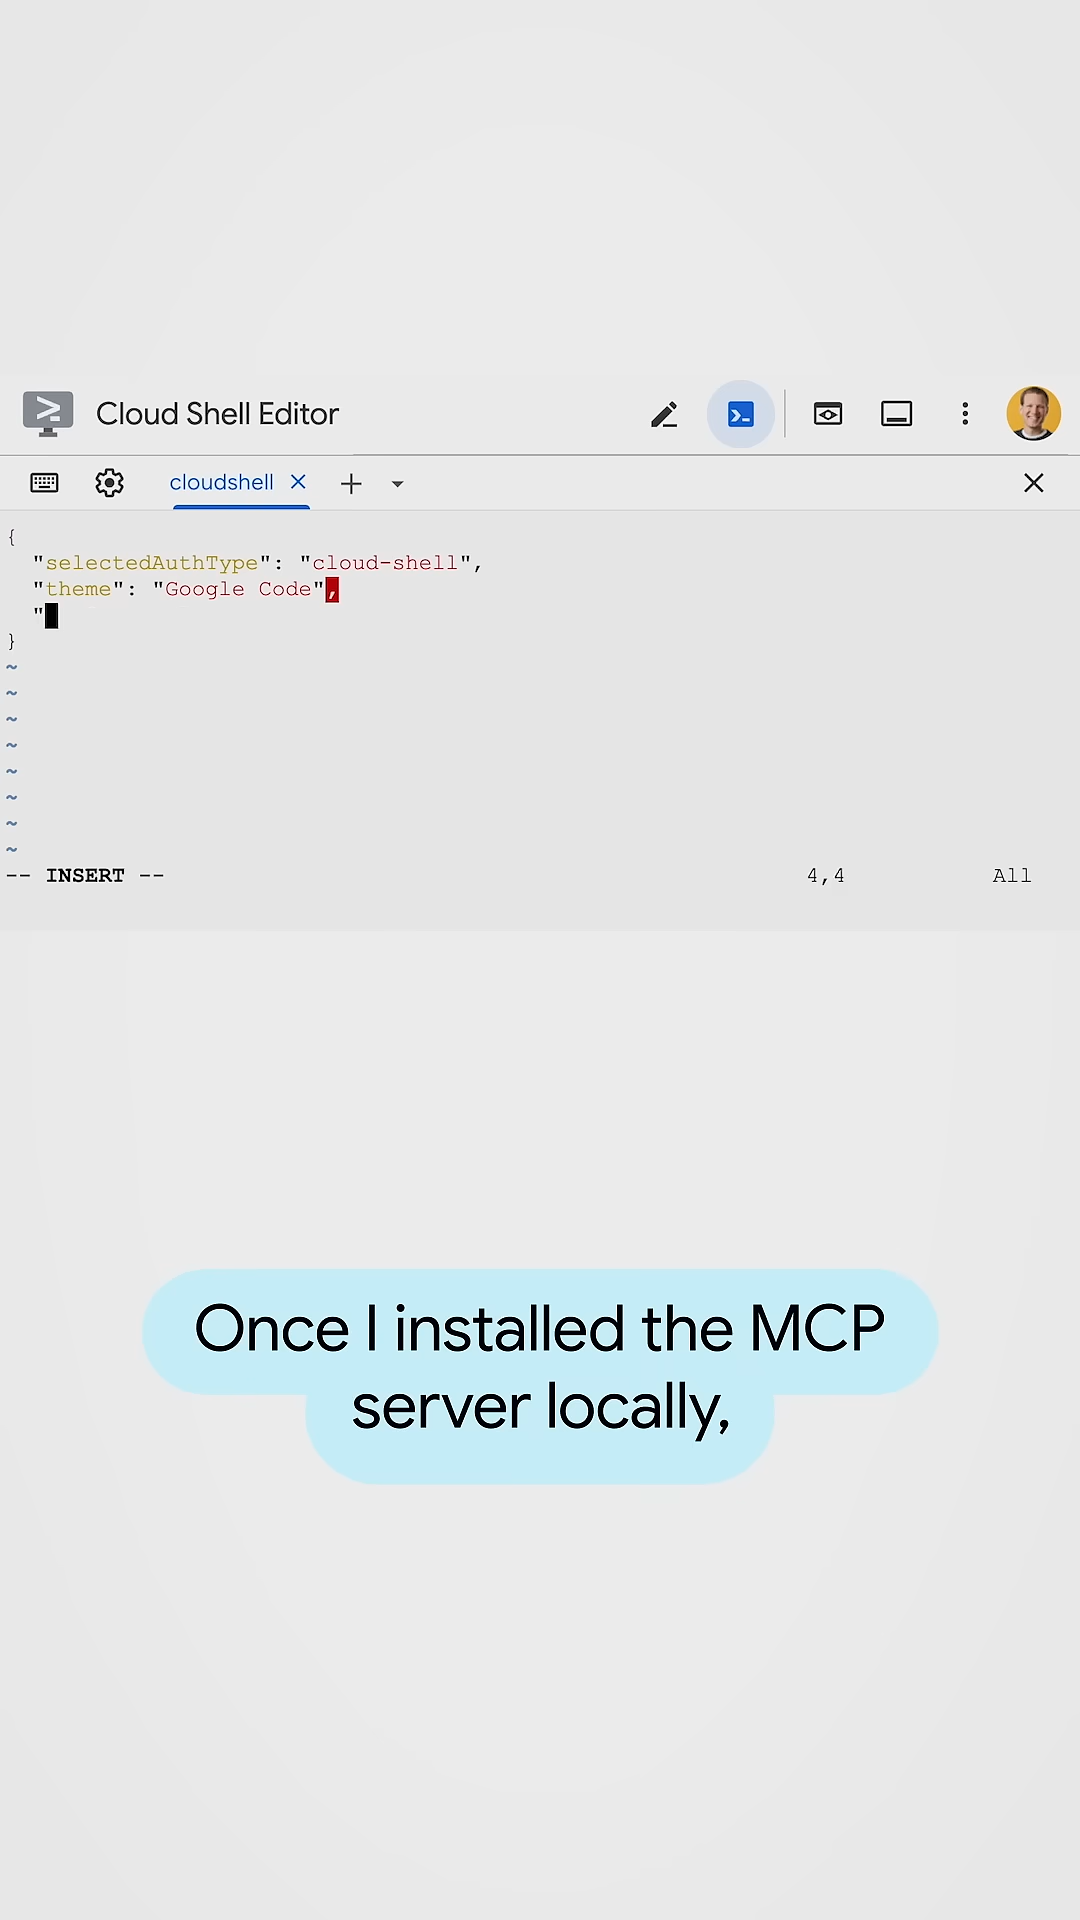 Cloud Shell Editor
cloudshell
{
  "selectedAuthType": "cloud-shell",
  "theme": "Google Code",
  "
}
~
~
~
~
~
~
~
~
-- INSERT -- 4,4 All
Once I installed the MCP
server locally,